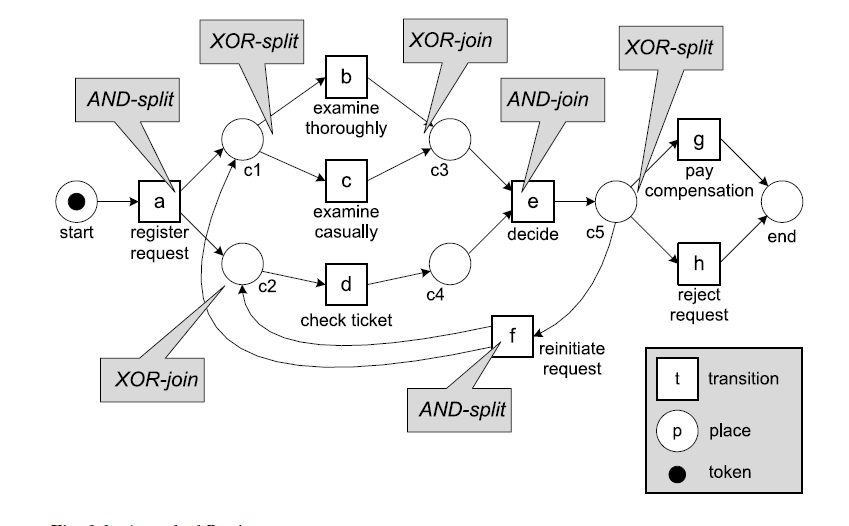 XOR-split
XOR-join
XOR-split
AND-split
AND-join
b
examine
thoroughly
g
pay
compensation
c1
c3
c
examine
casually
start
a
register
request
e
decide
c5
end
c2
d
check ticket
c4
h
reject
request
f
reinitiate
request
XOR-join
AND-split
t
transition
p
place
token